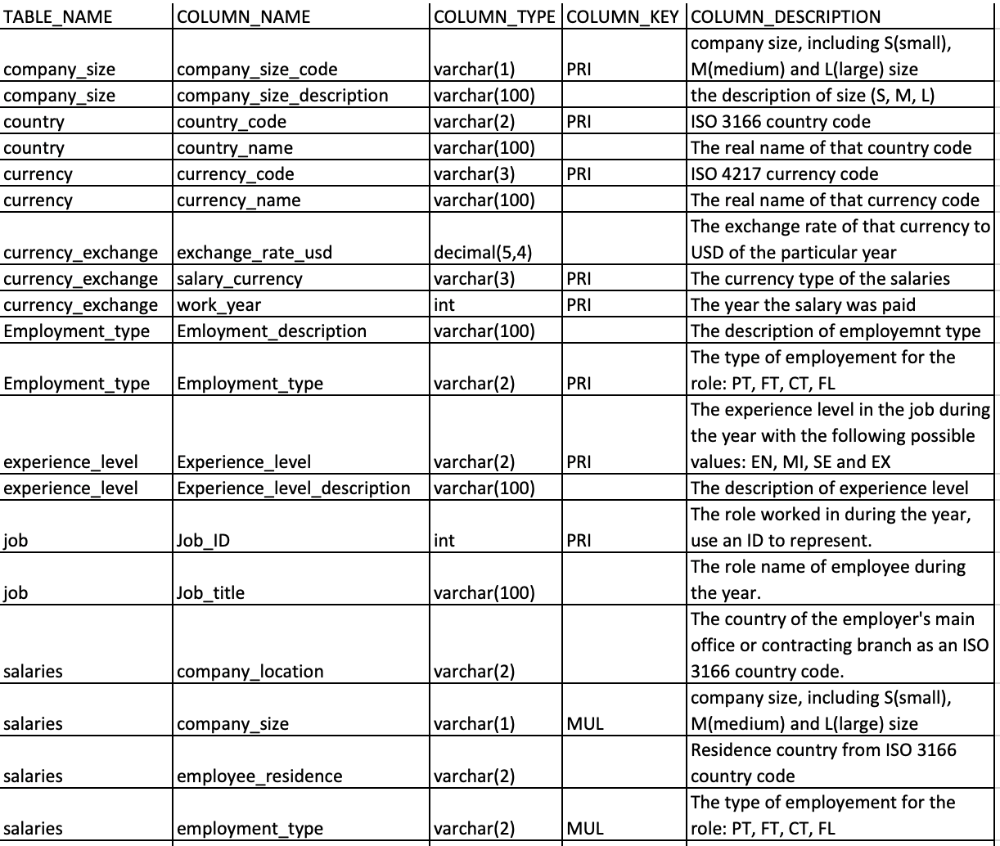 TABLE_NAME COLUMN_NAME COLUMN_TYPE COLUMN_KEY COLUMN_DESCRIPTION
company size, including S(small),
company_size company_size_code varchar(1) PRI M(medium) and L(large) size
company_size company_size_description varchar(100) the description of size (S, M, L)
country country_code varchar(2) PRI ISO 3166 country code
country country_name varchar(100) The real name of that country code
currency currency_code varchar(3) PRI ISO 4217 currency code
currency currency_name varchar(100) The real name of that currency code
The exchange rate of that currency to
currency_exchange exchange_rate_usd decimal(5,4) USD of the particular year
currency_exchange salary_currency varchar(3) PRI The currency type of the salaries
currency_exchange work_year int PRI The year the salary was paid
Employment_type Emloyment_description varchar(100) The description of employemnt type
The type of employement for the
Employment_type Employment_type varchar(2) PRI role: PT, FT, CT, FL
The experience level in the job during
the year with the following possible
experience_level Experience_level varchar(2) PRI values: EN, MI, SE and EX
experience_level Experience_level_description varchar(100) The description of experience level
The role worked in during the year,
job Job_ID int PRI use an ID to represent.
The role name of employee during
job Job_title varchar(100) the year.
The country of the employer's main
office or contracting branch as an ISO
salaries company_location varchar(2) 3166 country code.
company size, including S(small),
salaries company_size varchar(1) MUL M(medium) and L(large) size
Residence country from ISO 3166
salaries employee_residence varchar(2) country code
The type of employement for the
salaries employment_type varchar(2) MUL role: PT, FT, CT, FL